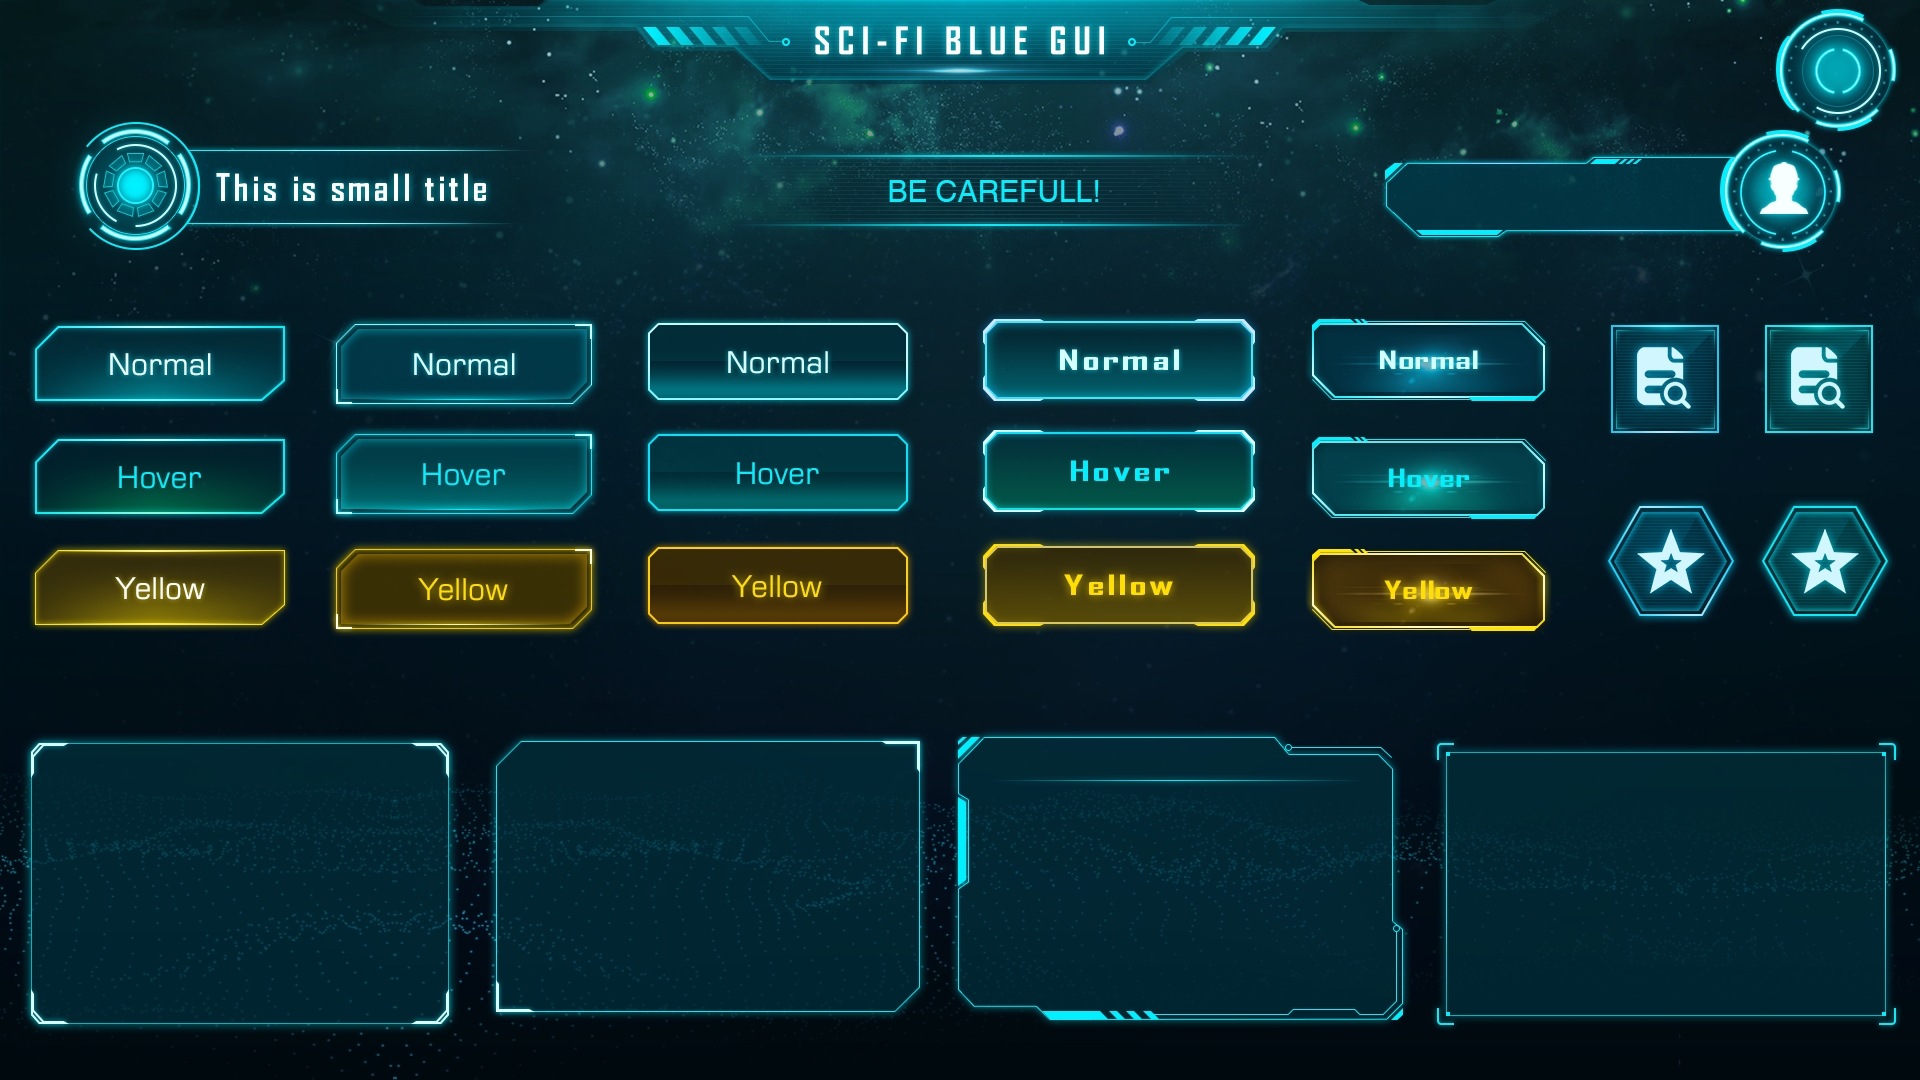 SCI-FI BLUE GUI
This is small title
BE CAREFULL!
Normal
Normal
Normal
Normal
Normal
Hover
Hover
Hover
Hover
Hover
Yellow
Yellow
Yellow
Yellow
Yellow